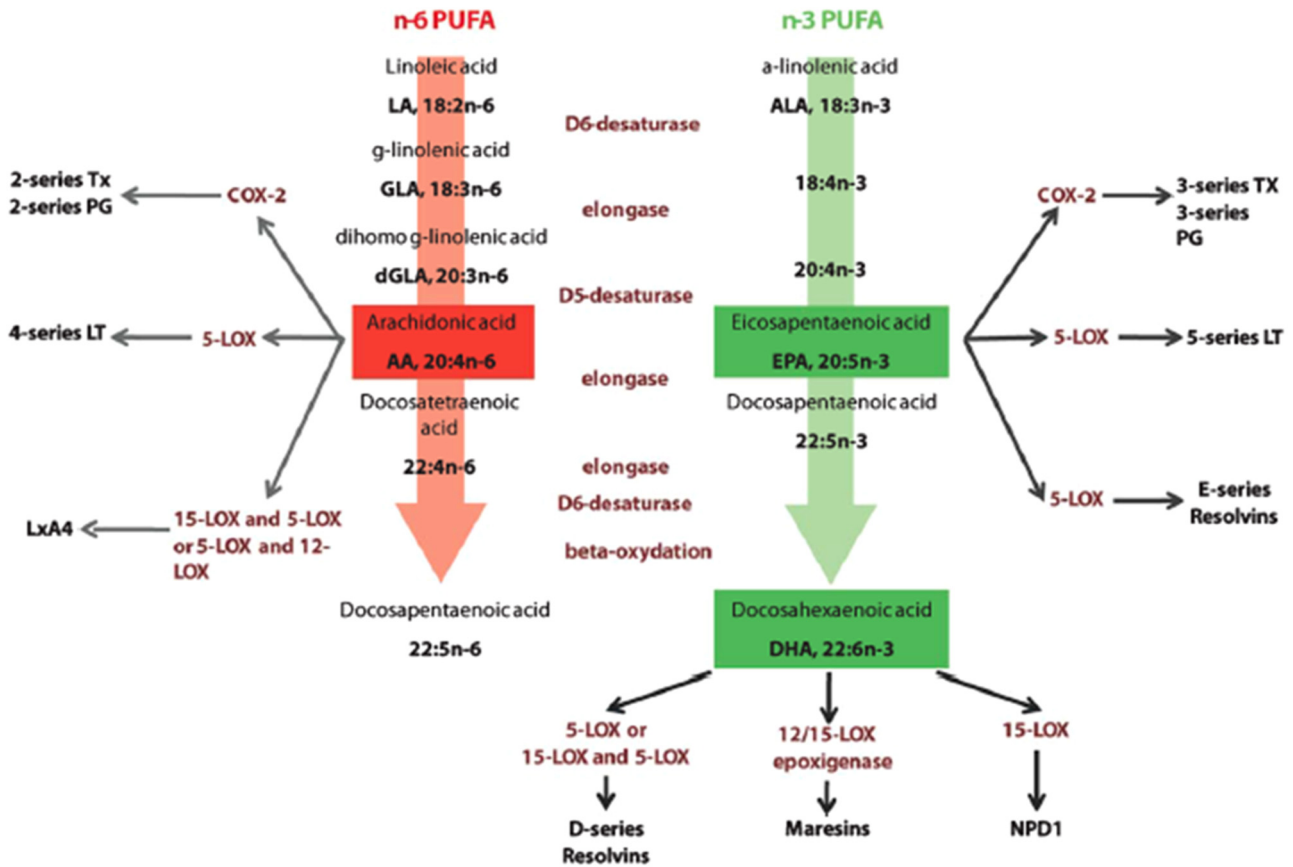 n-6 PUFA
n-3 PUFA
Linoleic acid
LA, 18:2n-6
g-linolenic acid
GLA, 18:3n-6
dihomo g-linolenic acid
dGLA, 20:3n-6
Arachidonic acid
AA, 20:4n-6
Docosatetraenoic
acid
22:4n-6
Docosapentaenoic acid
22:5n-6
D6-desaturase
elongase
D5-desaturase
elongase
elongase
D6-desaturase
beta-oxydation
a-linolenic acid
ALA, 18:3n-3
18:4n-3
20:4n-3
Eicosapentaenoic acid
EPA, 20:5n-3
Docosapentaenoic acid
22:5n-3
Docosahexaenoic acid
DHA, 22:6n-3
2-series Tx
2-series PG
COX-2
4-series LT
5-LOX
LxA4
15-LOX and 5-LOX
or 5-LOX and 12-
LOX
COX-2
3-series TX
3-series
PG
5-LOX
5-series LT
5-LOX
E-series
Resolvins
5-LOX or
15-LOX and 5-LOX
D-series
Resolvins
12/15-LOX
epoxigenase
Maresins
15-LOX
NPD1